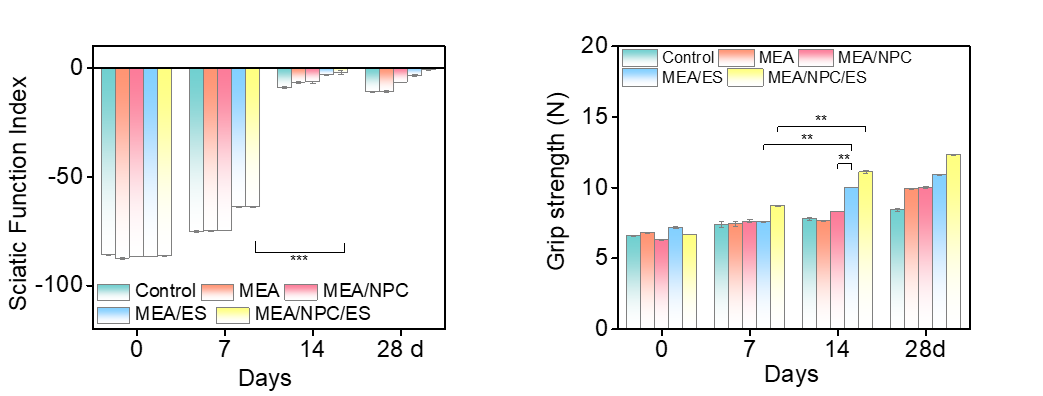 0
-50
-100
Sciatic Function Index
***
Control MEA MEA/NPC
MEA/ES MEA/NPC/ES
0 7 14 28 d
Days
20
15
10
5
0
Grip strength (N)
Control MEA MEA/NPC
MEA/ES MEA/NPC/ES
**
**
**
0 7 14 28d
Days